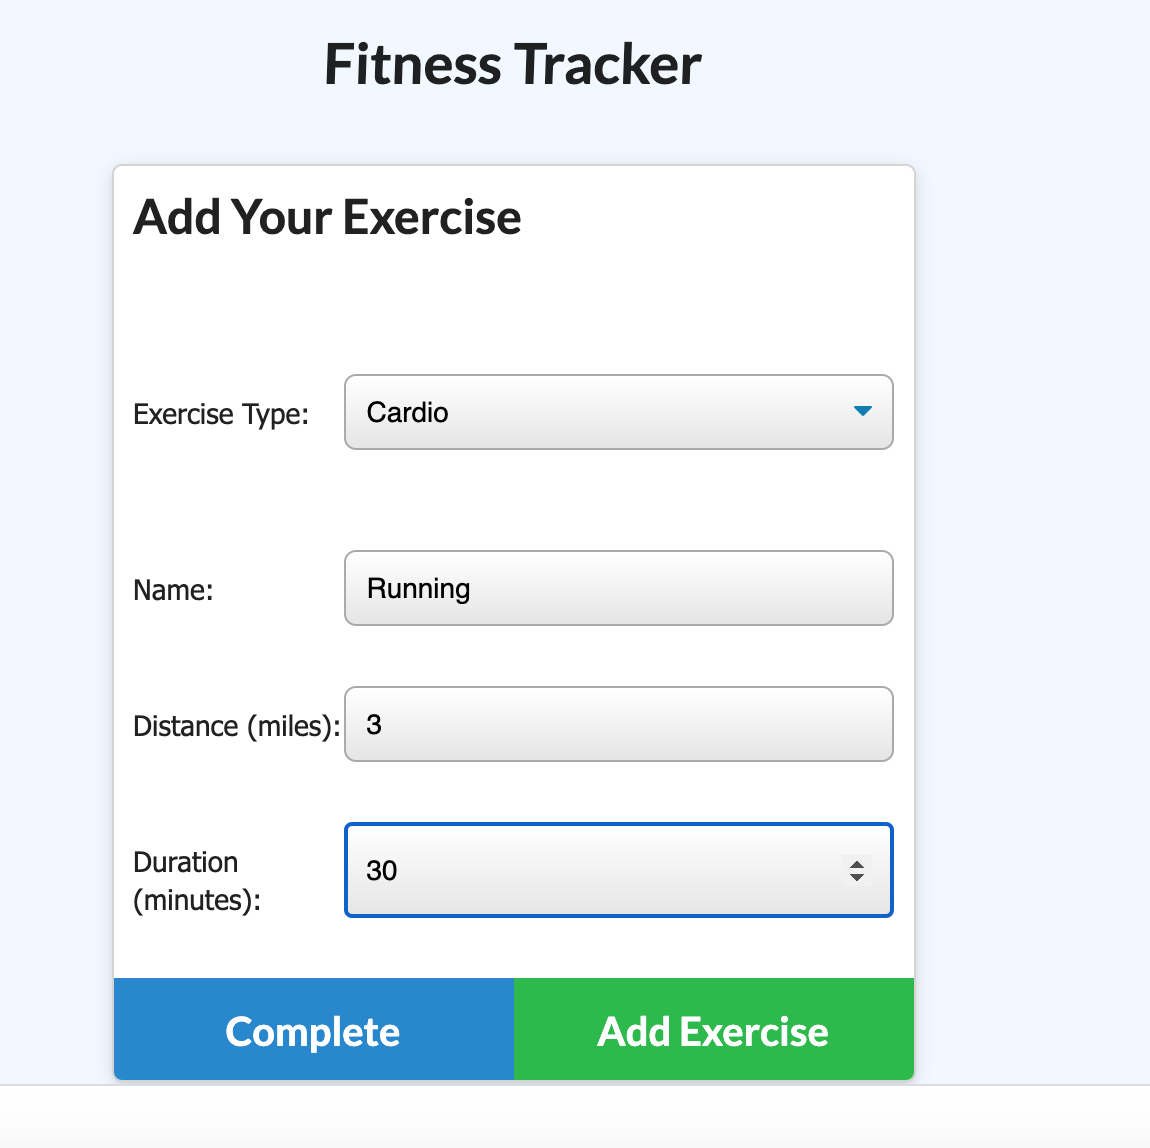 Fitness Tracker
Add Your Exercise
Exercise Type: Cardio
Name: Running
Distance (miles): 3
Duration
(minutes): 30
Complete Add Exercise